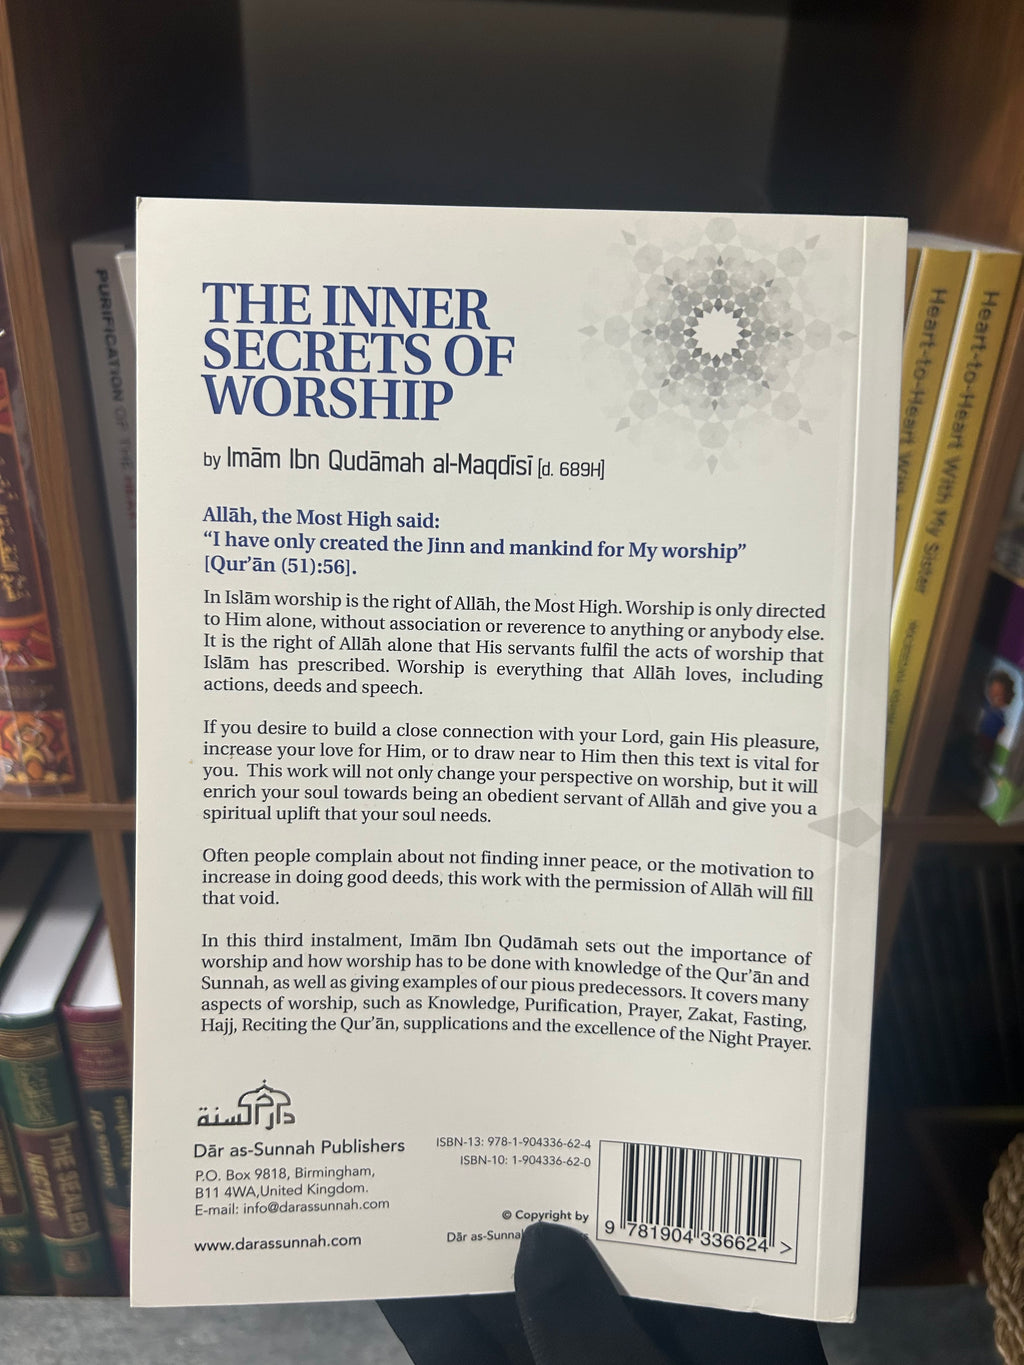 THE INNER
SECRETS OF
WORSHIP
by Imām Ibn Qudāmah al-Maqdīsī [d. 689H]
Allāh, the Most High said:
“I have only created the Jinn and mankind for My worship”
[Qur’ān (51):56].
In Islām worship is the right of Allāh, the Most High. Worship is only directed
to Him alone, without association or reverence to anything or anybody else.
It is the right of Allāh alone that His servants fulfil the acts of worship that
Islām has prescribed. Worship is everything that Allāh loves, including
actions, deeds and speech.
If you desire to build a close connection with your Lord, gain His pleasure,
increase your love for Him, or to draw near to Him then this text is vital for
you. This work will not only change your perspective on worship, but it will
enrich your soul towards being an obedient servant of Allāh and give you a
spiritual uplift that your soul needs.
Often people complain about not finding inner peace, or the motivation to
increase in doing good deeds, this work with the permission of Allāh will fill
that void.
In this third instalment, Imām Ibn Qudāmah sets out the importance of
worship and how worship has to be done with knowledge of the Qur’ān and
Sunnah, as well as giving examples of our pious predecessors. It covers many
aspects of worship, such as Knowledge, Purification, Prayer, Zakat, Fasting,
Hajj, Reciting the Qur’ān, supplications and the excellence of the Night Prayer.
دار السنة
Dār as-Sunnah Publishers
P.O. Box 9818, Birmingham,
B11 4WA,United Kingdom.
E-mail: info@darassunnah.com
www.darassunnah.com
ISBN-13: 978-1-904336-62-4
ISBN-10: 1-904336-62-0
© Copyright by
Dār as-Sunna
9 781904 336624 >
PURIFICATION OF THE HEART
Heart-to-Heart With My Sister
Heart-to-Heart With My Sister
THE SEALED
NECTAR